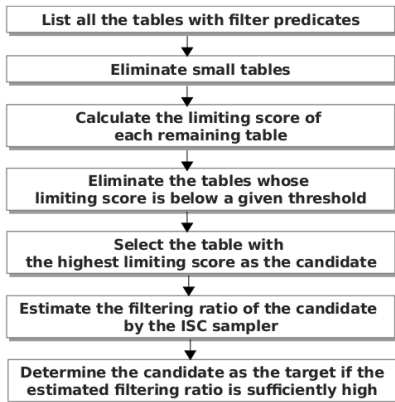 List all the tables with filter predicates
Eliminate small tables
Calculate the limiting score of
each remaining table
Eliminate the tables whose
limiting score is below a given threshold
Select the table with
the highest limiting score as the candidate
Estimate the filtering ratio of the candidate
by the ISC sampler
Determine the candidate as the target if the
estimated filtering ratio is sufficiently high